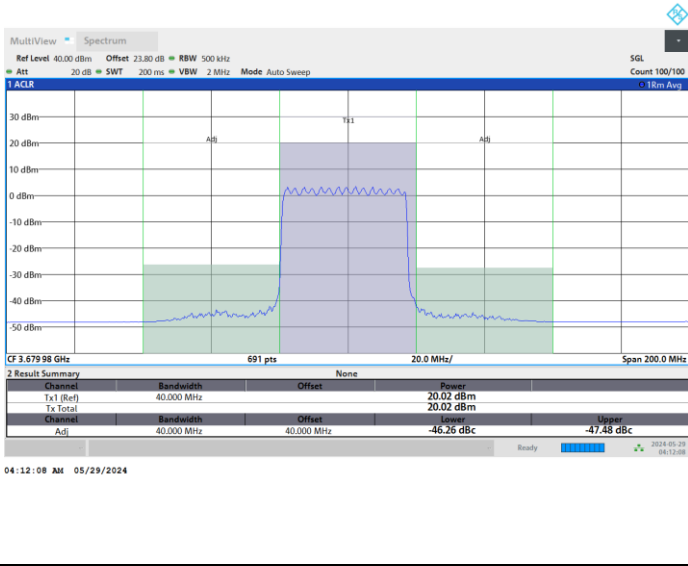 MultiView Spectrum
Ref Level 40.00 dBm Offset 23.80 dB RBW 500 kHz SGL
Att 20 dB SWT 200 ms VBW 2 MHz Mode Auto Sweep Count 100/100
1 ACLR 1Rm Avg
30 dBm
Tx1
20 dBm
Adj Adj
10 dBm
0 dBm
-10 dBm
-20 dBm
-30 dBm
-40 dBm
-50 dBm
CF 3.679 98 GHz 691 pts 20.0 MHz/ Span 200.0 MHz
2 Result Summary None
Channel Bandwidth Offset Power
Tx1 (Ref) 40.000 MHz 20.02 dBm
Tx Total 20.02 dBm
Channel Bandwidth Offset Lower Upper
Adj 40.000 MHz 40.000 MHz -46.26 dBc -47.48 dBc
Ready 2024-05-29
04:12:08
04:12:08 AM 05/29/2024